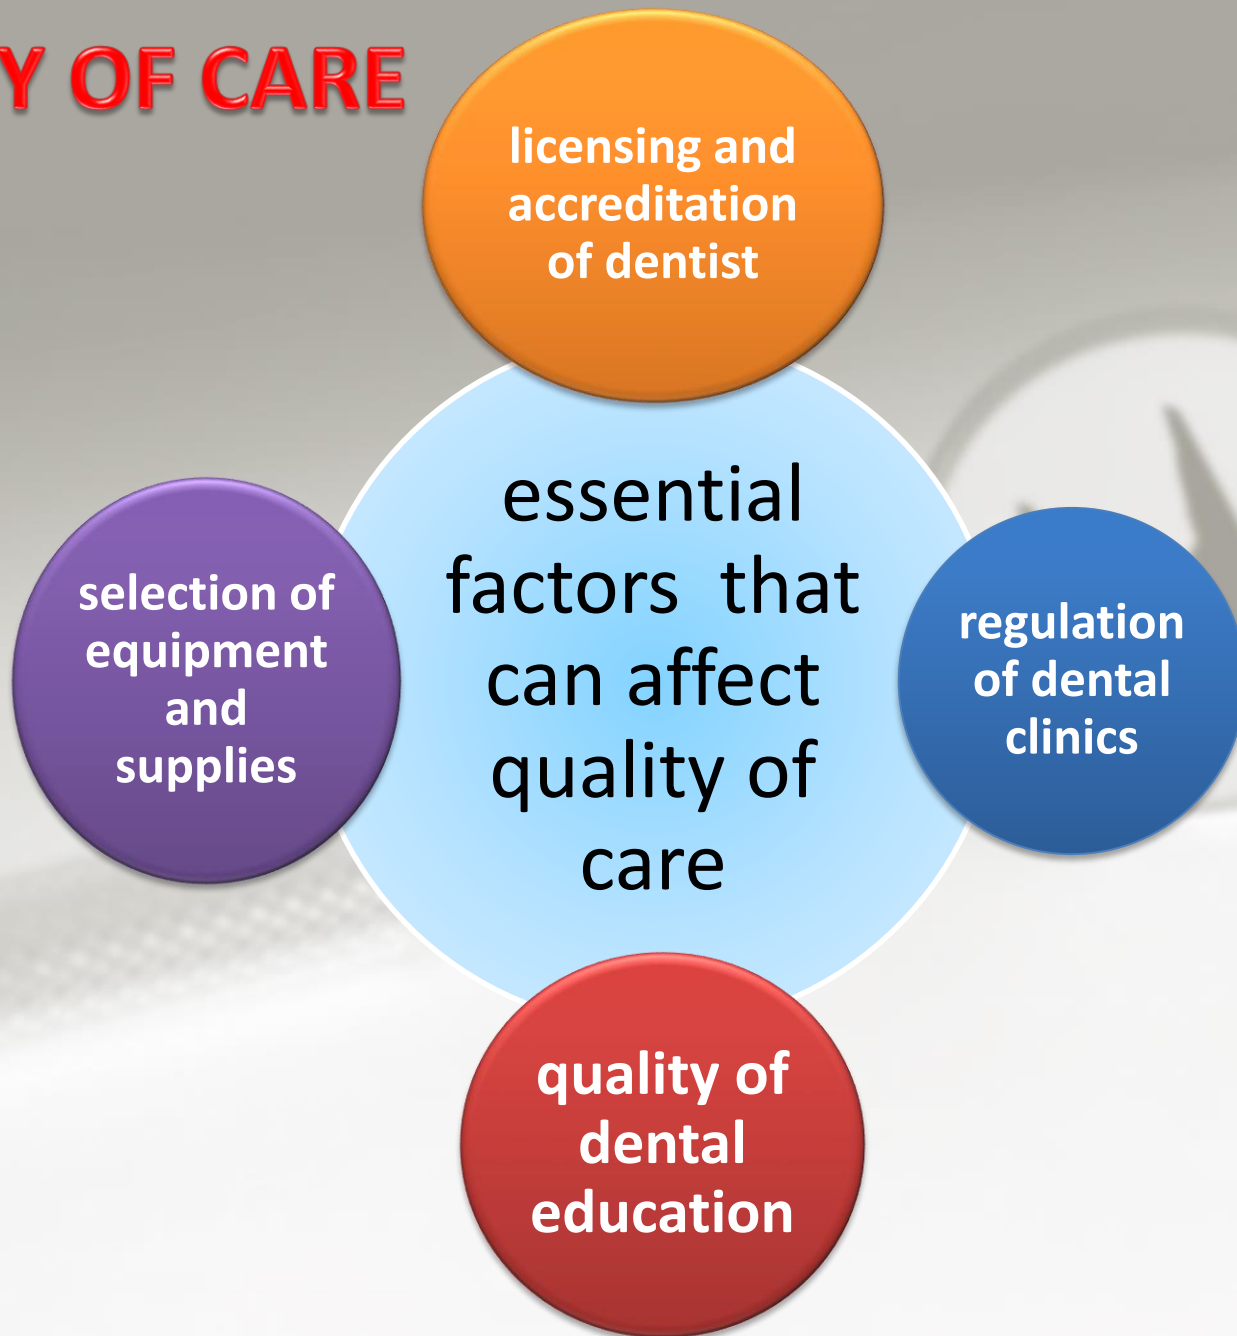 Y OF CARE
licensing and
accreditation
of dentist
essential
factors that
can affect
quality of
care
selection of
equipment
and
supplies
regulation
of dental
clinics
quality of
dental
education